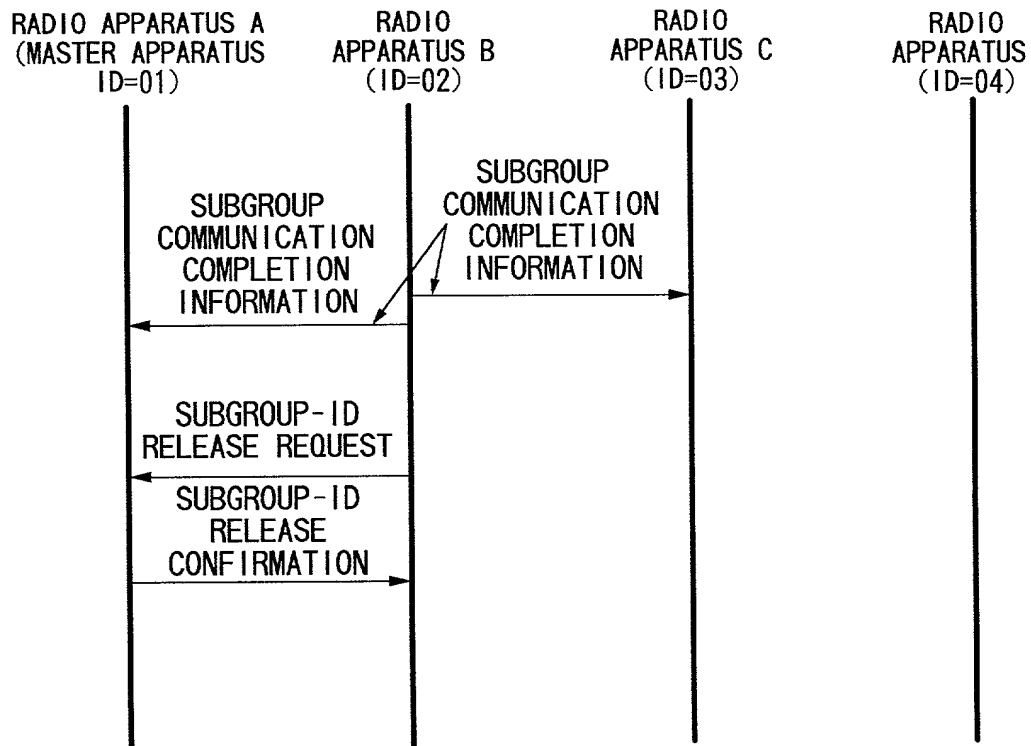 RADIO APPARATUS A
(MASTER APPARATUS
ID=01)
RADIO
APPARATUS B
(ID=02)
RADIO
APPARATUS C
(ID=03)
RADIO
APPARATUS
(ID=04)
SUBGROUP
COMMUNICATION
COMPLETION
INFORMATION
SUBGROUP
COMMUNICATION
COMPLETION
INFORMATION
SUBGROUP-ID
RELEASE REQUEST
SUBGROUP-ID
RELEASE
CONFIRMATION